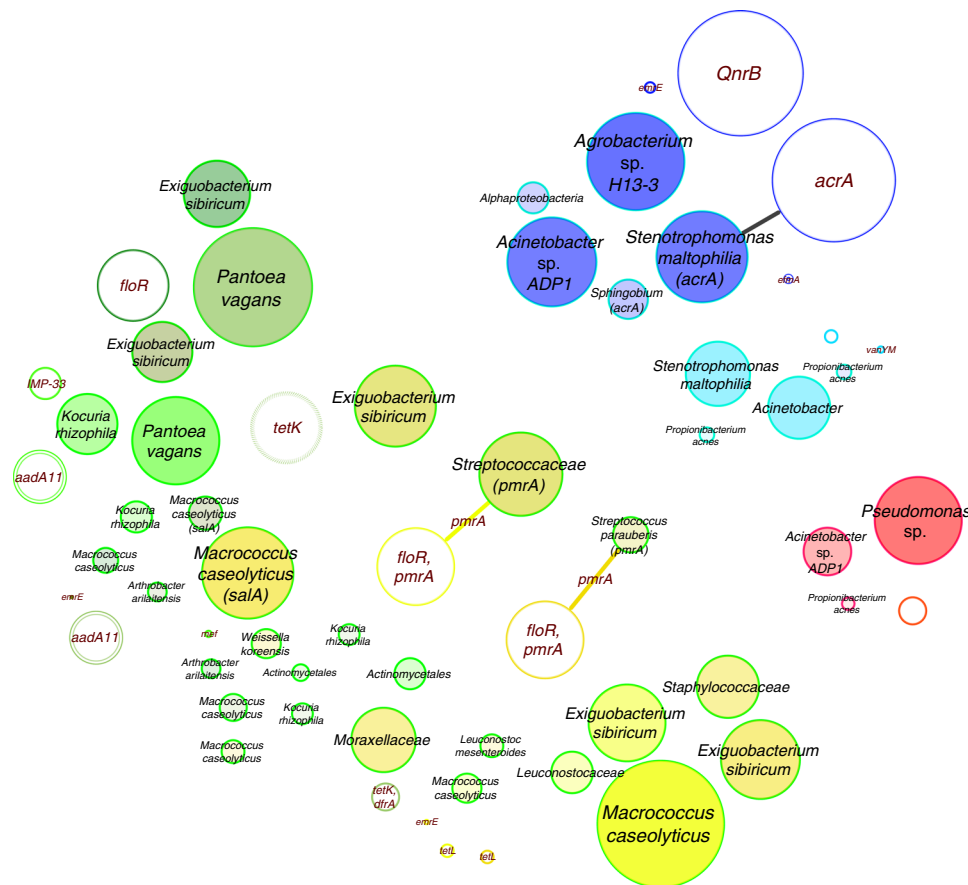 QnrB
emrE
Agrobacterium
sp.
H13-3
acrA
Exiguobacterium
sibiricum
Alphaproteobacteria
Acinetobacter
sp.
ADP1
Stenotrophomonas
maltophilia
(acrA)
Pantoea
vagans
floR
Sphingobium
(acrA)
Exiguobacterium
sibiricum
vanYM
Stenotrophomonas
maltophilia
Propionibacterium
acnes
IMP-33
Exiguobacterium
sibiricum
Acinetobacter
Kocuria
rhizophila
Pantoea
vagans
tetK
Propionibacterium
acnes
Streptococcaceae
(pmrA)
aadA11
Macrococcus
caseolyticus
(salA)
Kocuria
rhizophila
pmrA
Streptococcus
parauberis
(pmrA)
Pseudomonas
sp.
Macrococcus
caseolyticus
Macrococcus
caseolyticus
(salA)
floR,
pmrA
pmrA
Acinetobacter
sp.
ADP1
Arthrobacter
arilaitensis
emrE
Propionibacterium
acnes
aadA11
mef
Weissella
koreensis
Kocuria
rhizophila
floR,
pmrA
Arthrobacter
arilaitensis
Actinomycetales
Actinomycetales
Staphylococcaceae
Macrococcus
caseolyticus
Kocuria
rhizophila
Exiguobacterium
sibiricum
Moraxellaceae
Leuconostoc
mesenteroides
Macrococcus
caseolyticus
Exiguobacterium
sibiricum
Leuconostocaceae
tetK,
dfrA
Macrococcus
caseolyticus
Macrococcus
caseolyticus
emrE
tetL
tetL